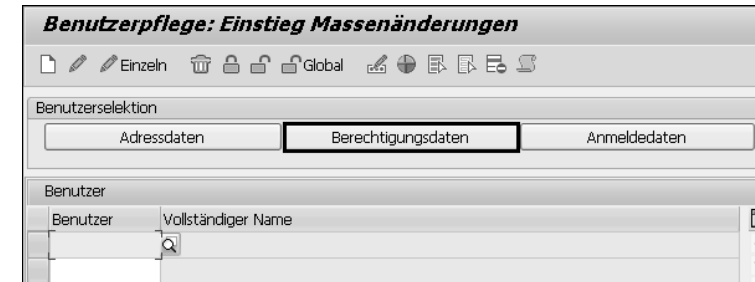 Benutzerpflege: Einstieg Massenänderungen
Einzeln Global
Benutzerselektion
Adressdaten Berechtigungsdaten Anmeldedaten
Benutzer
Benutzer Vollständiger Name